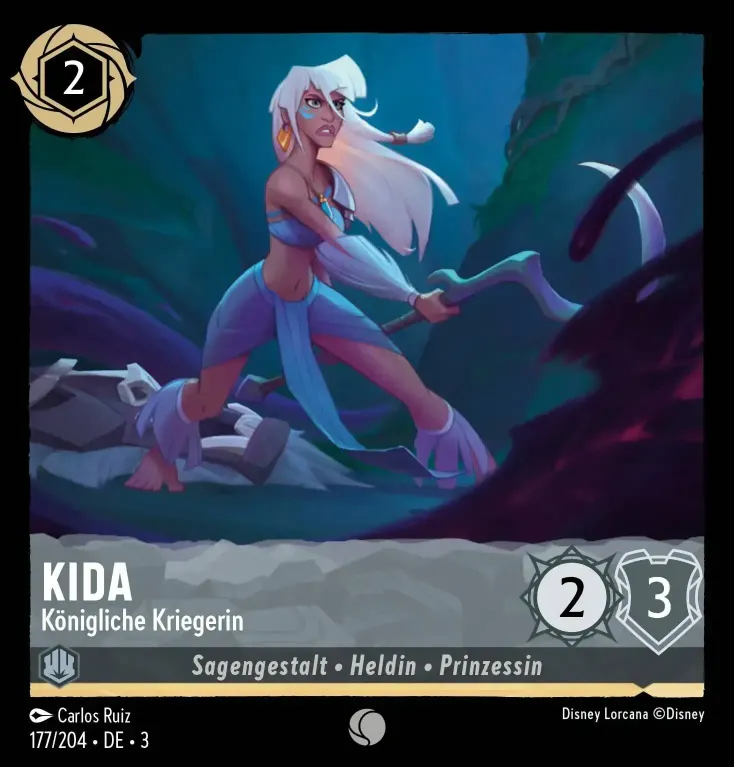 2
KIDA
Königliche Kriegerin
2
3
Sagengestalt • Heldin • Prinzessin
Carlos Ruiz
Disney Lorcana ©Disney
177/204 • DE • 3